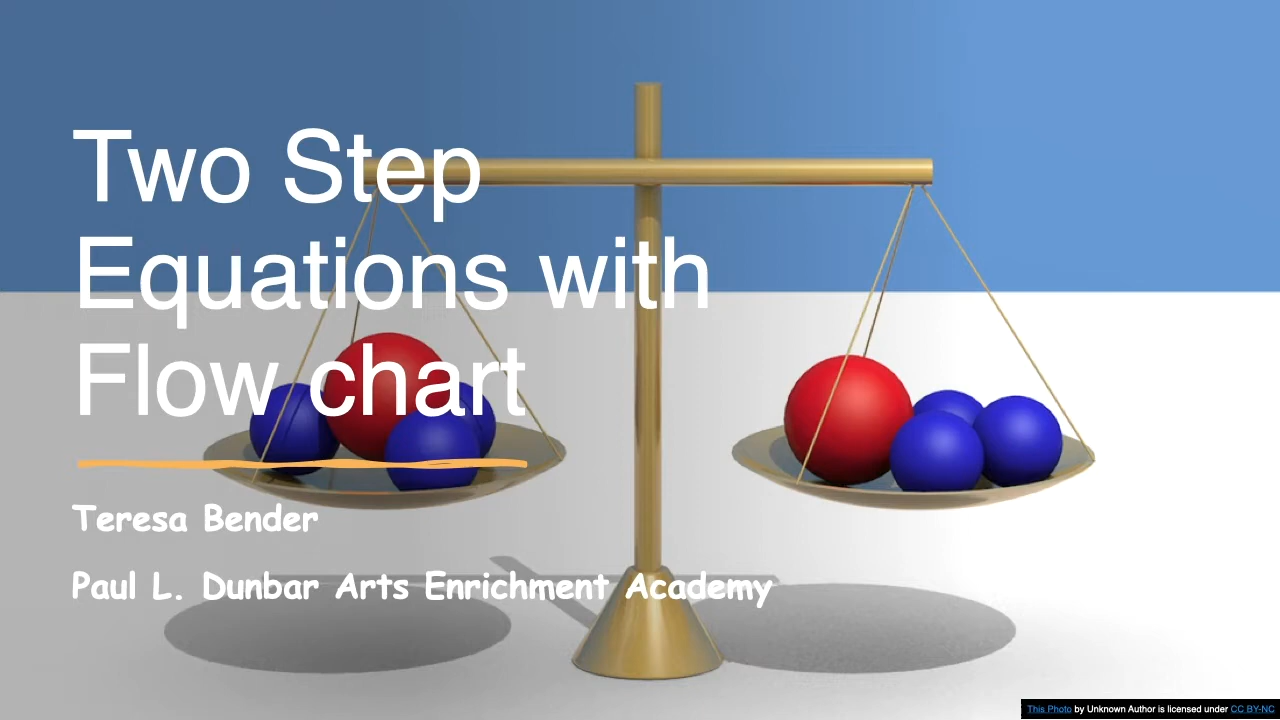 Two Step
Equations with
Flow chart
Teresa Bender
Paul L. Dunbar Arts Enrichment Academy
This Photo by Unknown Author is licensed under CC BY-NC